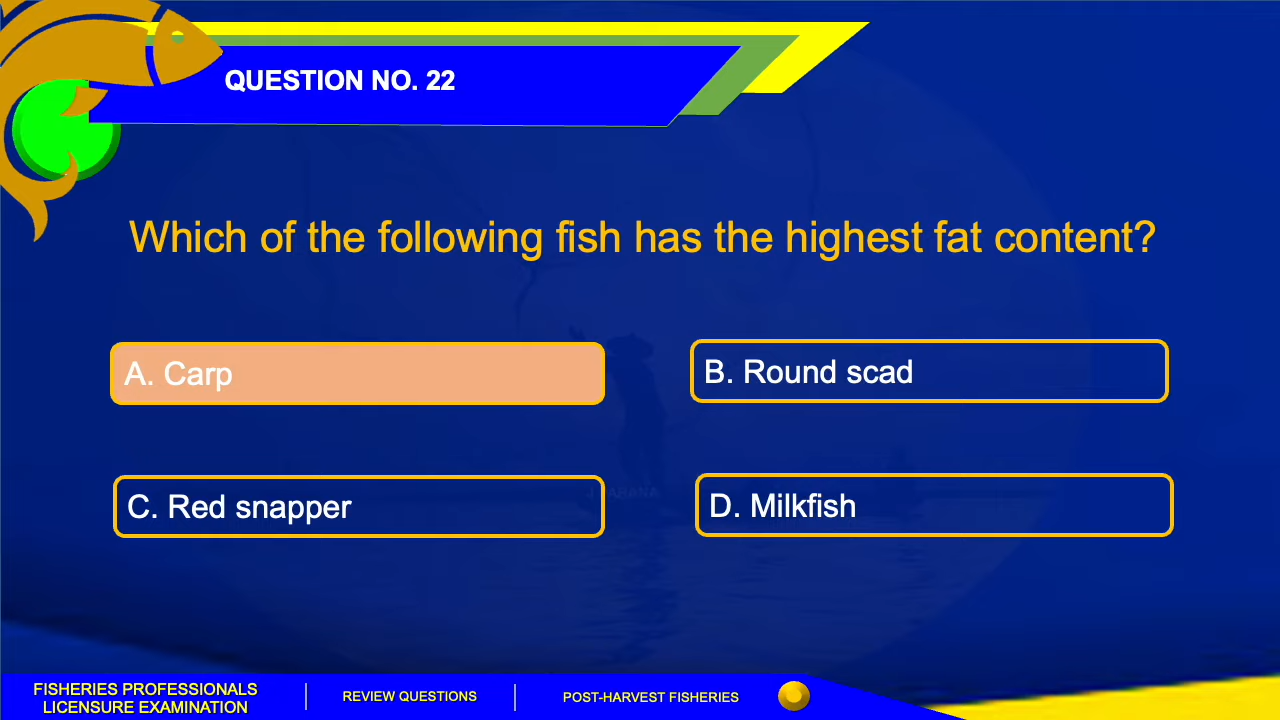 QUESTION NO. 22
Which of the following fish has the highest fat content?
A. Carp
B. Round scad
C. Red snapper
D. Milkfish
FISHERIES PROFESSIONALS
LICENSURE EXAMINATION
REVIEW QUESTIONS
POST-HARVEST FISHERIES